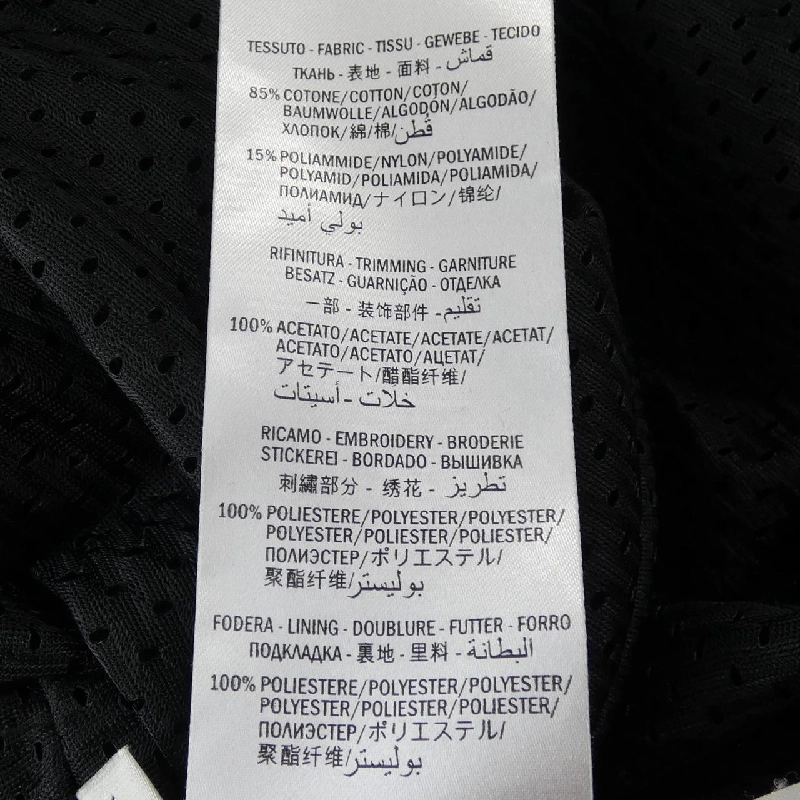 TESSUTO - FABRIC - TISSU - GEWEBE - TECIDO
ТКАНЬ - 表地 - 面料 - قماش
85% COTONE/COTTON/COTON/
BAUMWOLLE/ALGODÓN/ALGODÃO/
ХЛОПОК/綿/棉/قُطن
15% POLIAMMIDE/NYLON/POLYAMIDE/
POLYAMID/POLIAMIDA/POLIAMIDA/
ПОЛИАМИД/ナイロン/锦纶/
بولي أميد
RIFINITURA - TRIMMING - GARNITURE
BESATZ - GUARNIÇÃO - ОТДЕЛКА
一部 - 装饰部件 - تقليم
100% ACETATO/ACETATE/ACETATE/ACETAT/
ACETATO/ACETATO/АЦЕТАТ/
アセテート/醋酯纤维/
خلات - أسيتات
RICAMO - EMBROIDERY - BRODERIE
STICKEREI - BORDADO - ВЫШИВКА
刺繍部分 - 绣花 - تطريز
100% POLIESTERE/POLYESTER/POLYESTER/
POLYESTER/POLIESTER/POLIESTER/
ПОЛИЭСТЕР/ポリエステル/
聚酯纤维/بوليستر
FODERA - LINING - DOUBLURE - FUTTER - FORRO
ПОДКЛАДКА - 裏地 - 里料 - البطانة
100% POLIESTERE/POLYESTER/POLYESTER/
POLYESTER/POLIESTER/POLIESTER/
ПОЛИЭСТЕР/ポリエステル/
聚酯纤维/بوليستر